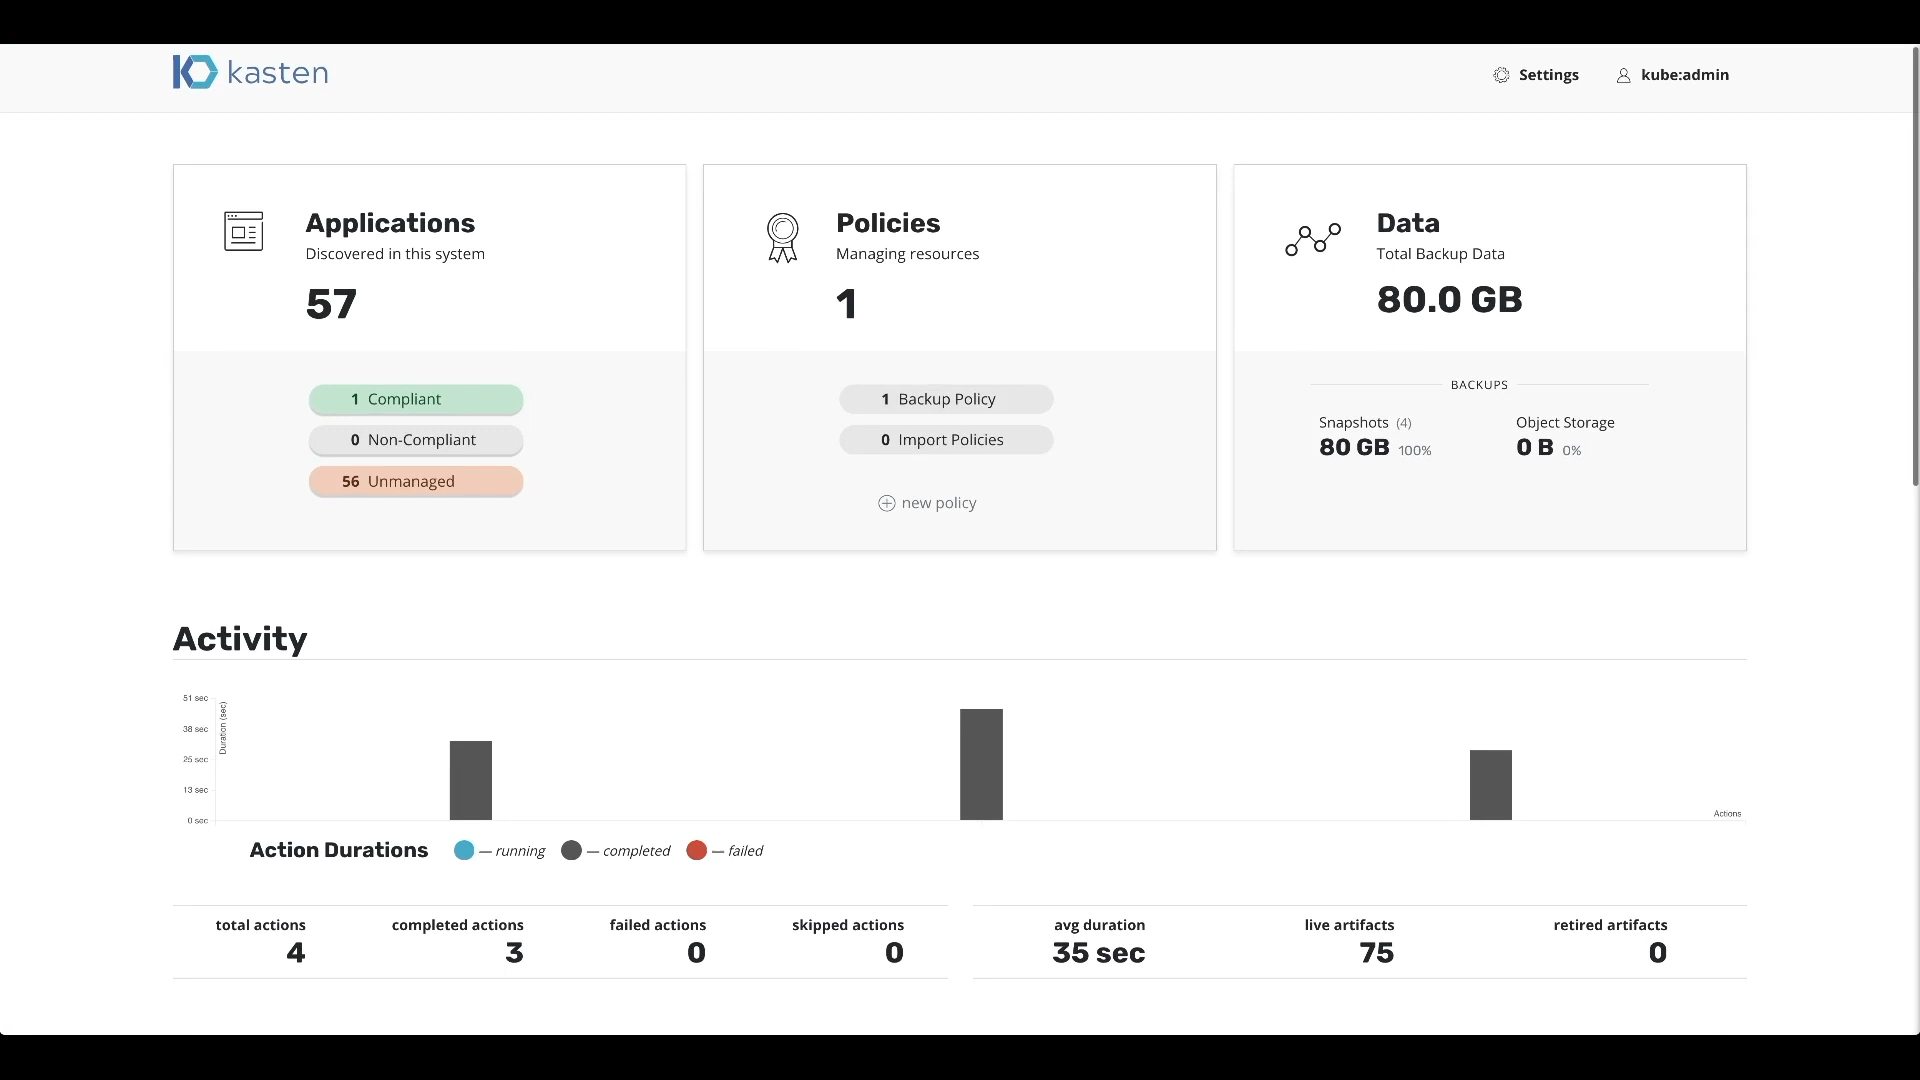 kasten
Settings
kube:admin
Applications
Discovered in this system
57
1 Compliant
0 Non-Compliant
56 Unmanaged
Policies
Managing resources
1
1 Backup Policy
0 Import Policies
new policy
Data
Total Backup Data
80.0 GB
BACKUPS
Snapshots (4)
80 GB 100%
Object Storage
0 B 0%
Activity
51 sec
38 sec
25 sec
13 sec
0 sec
Duration (sec)
Actions
Action Durations — running — completed — failed
total actions
4
completed actions
3
failed actions
0
skipped actions
0
avg duration
35 sec
live artifacts
75
retired artifacts
0